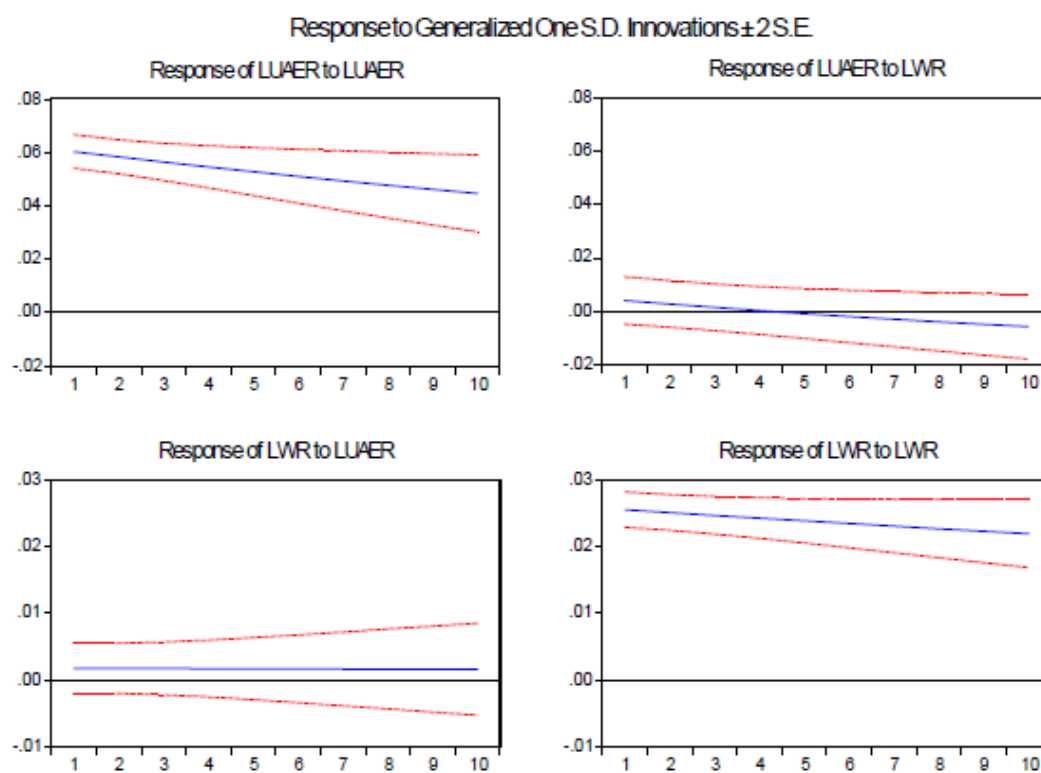 Response to Generalized One S.D. Innovations ± 2 S.E.
Response of LUAER to LUAER
.08
.06
.04
.02
.00
-.02
1 2 3 4 5 6 7 8 9 10
Response of LUAER to LWR
.08
.06
.04
.02
.00
-.02
1 2 3 4 5 6 7 8 9 10
Response of LWR to LUAER
.03
.02
.01
.00
-.01
1 2 3 4 5 6 7 8 9 10
Response of LWR to LWR
.03
.02
.01
.00
-.01
1 2 3 4 5 6 7 8 9 10